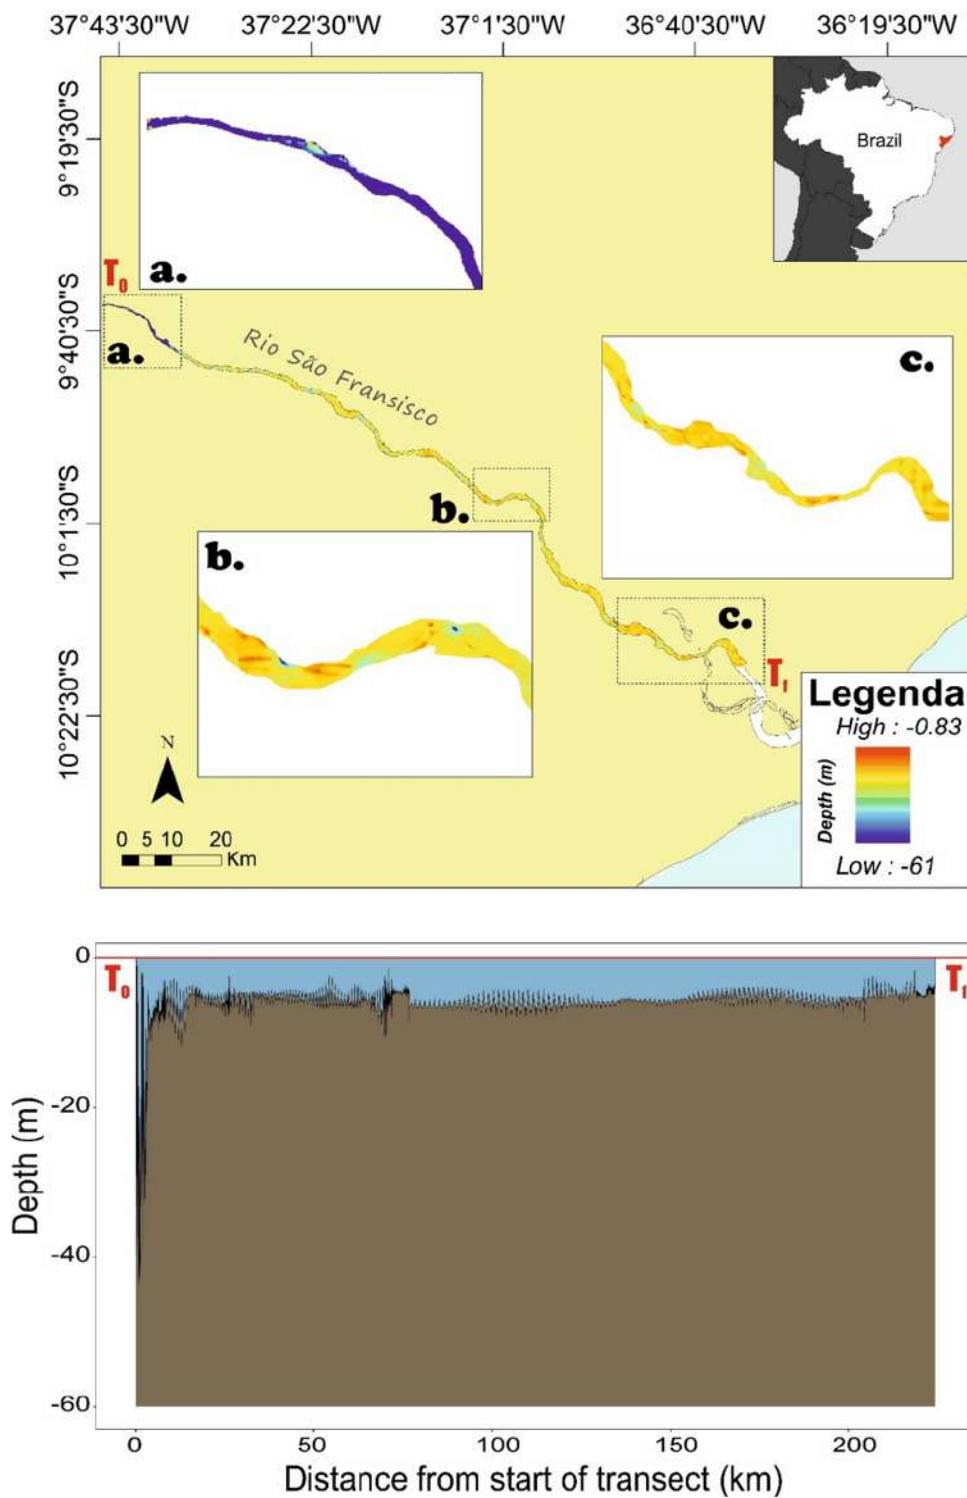 37°43'30"W 37°22'30"W 37°1'30"W 36°40'30"W 36°19'30"W
9°19'30"S
9°40'30"S
10°1'30"S
10°22'30"S
a.
Brazil
T0
a.
Rio São Fransisco
c.
b.
b.
c.
Tf
Legenda
High : -0.83
Depth (m)
Low : -61
N
0 5 10 20
Km
0
T0
Tf
-20
-40
-60
Depth (m)
0 50 100 150 200
Distance from start of transect (km)